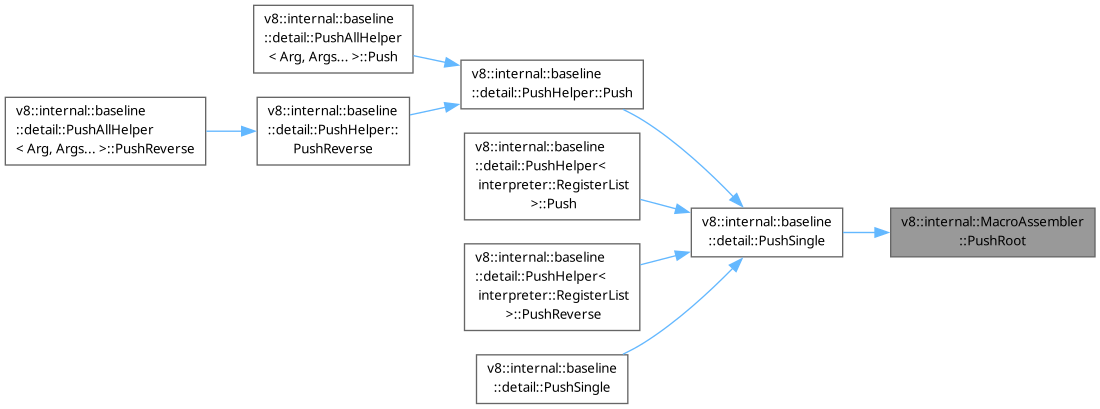 v8::internal::baseline
::detail::PushAllHelper
< Arg, Args... >::Push
v8::internal::baseline
::detail::PushHelper::Push
v8::internal::baseline
::detail::PushAllHelper
< Arg, Args... >::PushReverse
v8::internal::baseline
::detail::PushHelper::
PushReverse
v8::internal::baseline
::detail::PushHelper<
interpreter::RegisterList
>::Push
v8::internal::baseline
::detail::PushSingle
v8::internal::MacroAssembler
::PushRoot
v8::internal::baseline
::detail::PushHelper<
interpreter::RegisterList
>::PushReverse
v8::internal::baseline
::detail::PushSingle